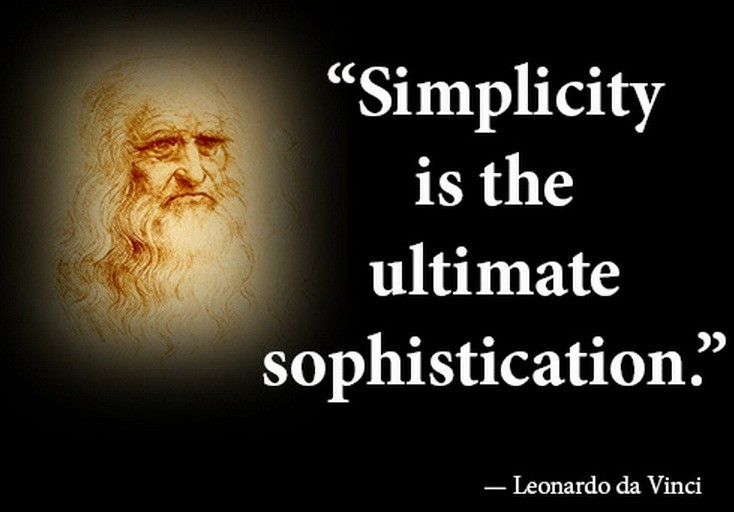 “Simplicity
is the
ultimate
sophistication.”
— Leonardo da Vinci